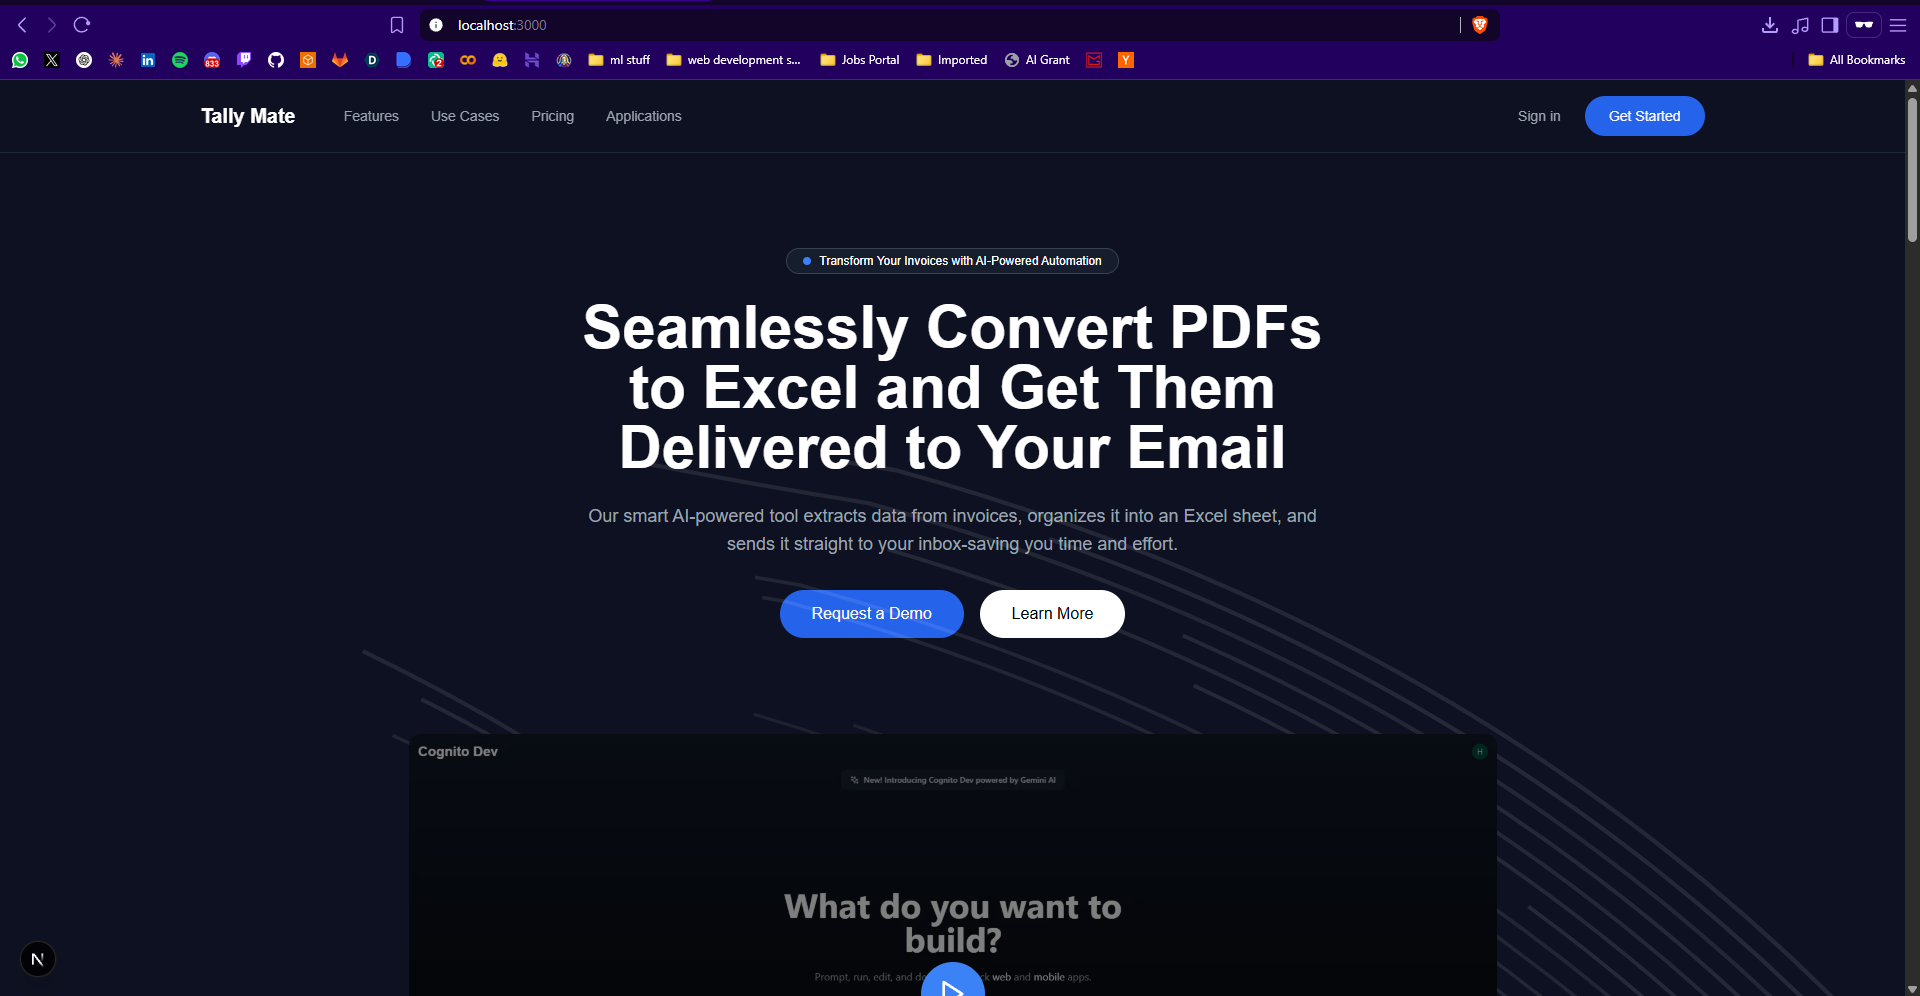 localhost:3000
833
D
2
ml stuff
web development s...
Jobs Portal
Imported
AI Grant
Y
All Bookmarks
Tally Mate
Features
Use Cases
Pricing
Applications
Sign in
Get Started
Transform Your Invoices with AI-Powered Automation
Seamlessly Convert PDFs
to Excel and Get Them
Delivered to Your Email
Our smart AI-powered tool extracts data from invoices, organizes it into an Excel sheet, and
sends it straight to your inbox-saving you time and effort.
Request a Demo
Learn More
Cognito Dev
H
New! Introducing Cognito Dev powered by Gemini AI
What do you want to
build?
Prompt, run, edit, and web and mobile apps.
N